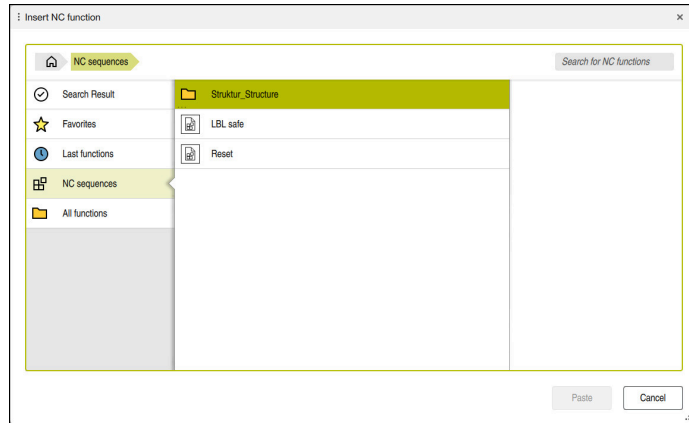 Insert NC function
NC sequences
Search for NC functions
Search Result
Favorites
Last functions
NC sequences
All functions
Struktur_Structure
LBL safe
Reset
Paste
Cancel